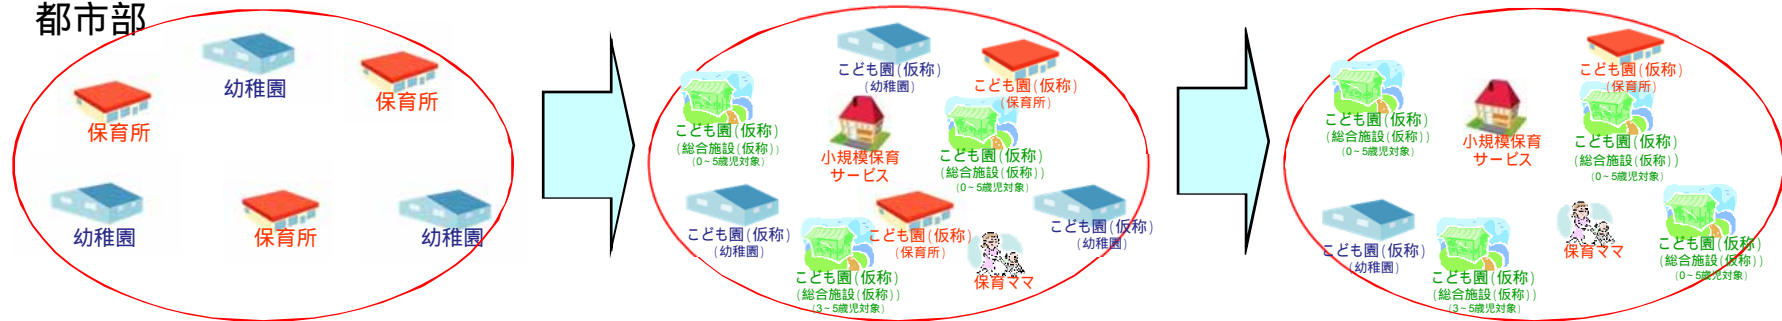 都市部
幼稚園
保育所
保育所
幼稚園
保育所
幼稚園
こども園(仮称)
(幼稚園)
こども園(仮称)
(保育所)
こども園(仮称)
(総合施設(仮称))
(0~5歳児対象)
小規模保育
サービス
こども園(仮称)
(総合施設(仮称))
(0~5歳児対象)
こども園(仮称)
(幼稚園)
こども園(仮称)
(保育所)
こども園(仮称)
(幼稚園)
こども園(仮称)
(総合施設(仮称))
(3~5歳児対象)
保育ママ
こども園(仮称)
(保育所)
こども園(仮称)
(総合施設(仮称))
(0~5歳児対象)
小規模保育
サービス
こども園(仮称)
(総合施設(仮称))
(0~5歳児対象)
こども園(仮称)
(幼稚園)
こども園(仮称)
(総合施設(仮称))
(3~5歳児対象)
保育ママ
こども園(仮称)
(総合施設(仮称))
(0~5歳児対象)